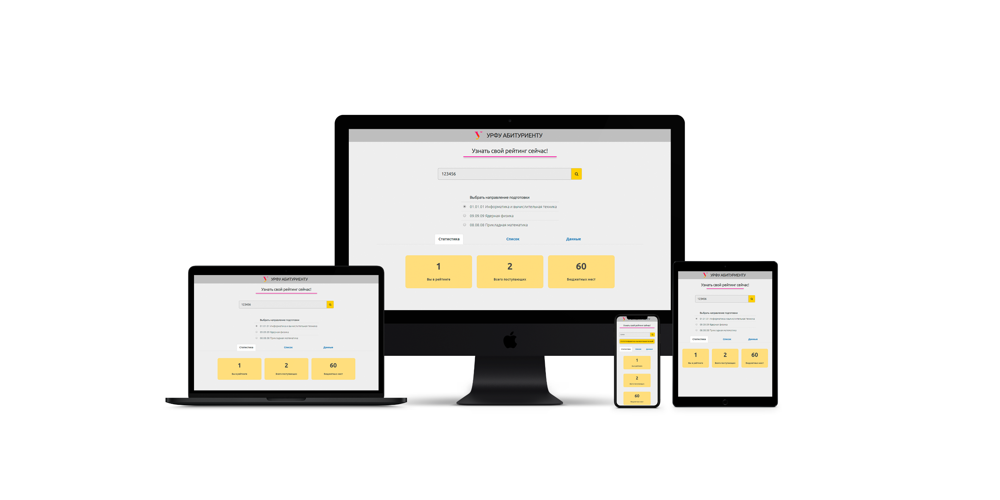 УРФУ АБИТУРИЕНТУ
Узнать свой рейтинг сейчас!
123456
Выбрать направление подготовки
01.01.01 Информатика и вычислительная техника
09.09.09 Ядерная физика
08.08.08 Прикладная математика
Статистика Список Данные
1 2 60
Вы в рейтинге Всего поступающих Бюджетных мест
УРФУ АБИТУРИЕНТУ
Узнать свой рейтинг сейчас!
123456
Выбрать направление подготовки
01.01.01 Информатика и вычислительная техника
09.09.09 Ядерная физика
08.08.08 Прикладная математика
Статистика Список Данные
1 2 60
Вы в рейтинге Всего поступающих Бюджетных мест
Узнать свой рейтинг сейчас!
01.01.01 Информатика и вычислительная техника
Статистика Список Данные
1
Вы в рейтинге
2
Всего поступающих
60
Бюджетных мест
УРФУ АБИТУРИЕНТУ
Узнать свой рейтинг сейчас!
123456
Выбрать направление подготовки
01.01.01 Информатика и вычислительная техника
09.09.09 Ядерная физика
08.08.08 Прикладная математика
Статистика Список Данные
1 2 60
Вы в рейтинге Всего поступающих Бюджетных мест